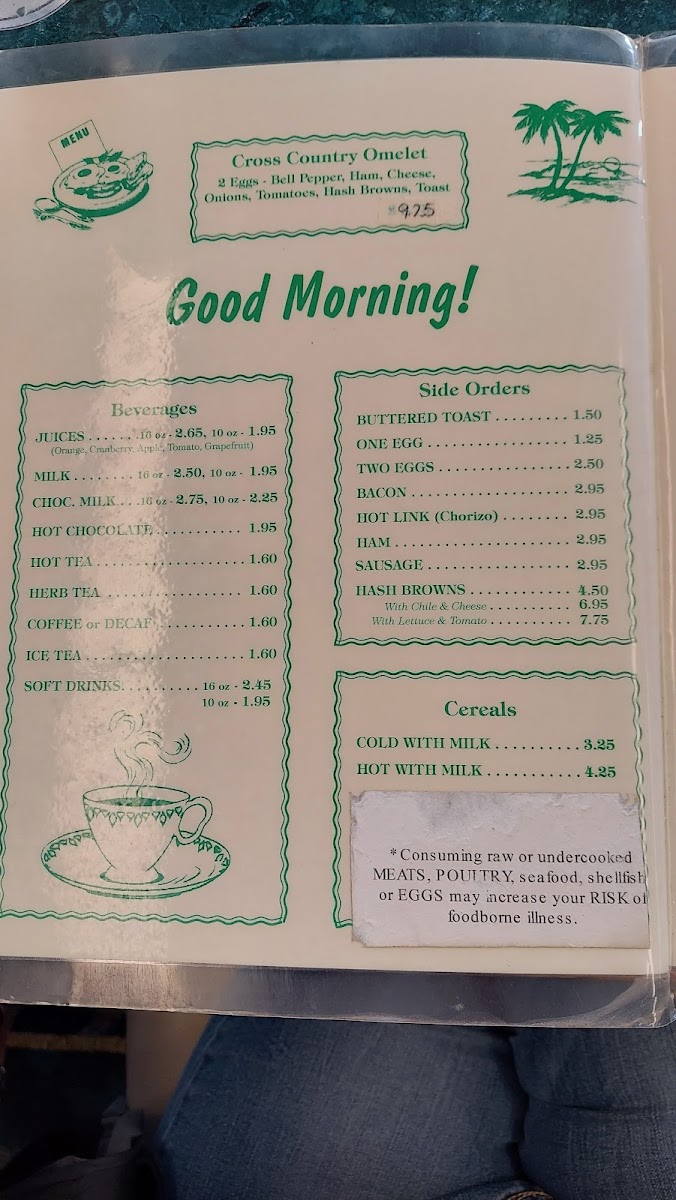 MENU
Cross Country Omelet
2 Eggs - Bell Pepper, Ham, Cheese,
Onions, Tomatoes, Hash Browns, Toast
$9.25
Good Morning!
Beverages
JUICES . . . . . . .16 oz - 2.65, 10 oz - 1.95
(Orange, Cranberry, Apple, Tomato, Grapefruit)
MILK . . . . . . . . 16 oz - 2.50, 10 oz - 1.95
CHOC. MILK. . . .16 oz - 2.75, 10 oz - 2.25
HOT CHOCOLATE . . . . . . . . . . . 1.95
HOT TEA . . . . . . . . . . . . . . . . . . 1.60
HERB TEA . . . . . . . . . . . . . . . . . 1.60
COFFEE or DECAF . . . . . . . . . . . 1.60
ICE TEA . . . . . . . . . . . . . . . . . . . 1.60
SOFT DRINKS. . . . . . . . . . 16 oz - 2.45
10 oz - 1.95
Side Orders
BUTTERED TOAST . . . . . . . . . 1.50
ONE EGG . . . . . . . . . . . . . . . . . 1.25
TWO EGGS . . . . . . . . . . . . . . . . 2.50
BACON . . . . . . . . . . . . . . . . . . . 2.95
HOT LINK (Chorizo) . . . . . . . . 2.95
HAM . . . . . . . . . . . . . . . . . . . . . 2.95
SAUSAGE . . . . . . . . . . . . . . . . . 2.95
HASH BROWNS . . . . . . . . . . . . 4.50
With Chile & Cheese . . . . . . . . . . 6.95
With Lettuce & Tomato . . . . . . . . . . 7.75
Cereals
COLD WITH MILK . . . . . . . . . . 3.25
HOT WITH MILK . . . . . . . . . . . 4.25
* Consuming raw or undercooked
MEATS, POULTRY, seafood, shellfish
or EGGS may increase your RISK of
foodborne illness.